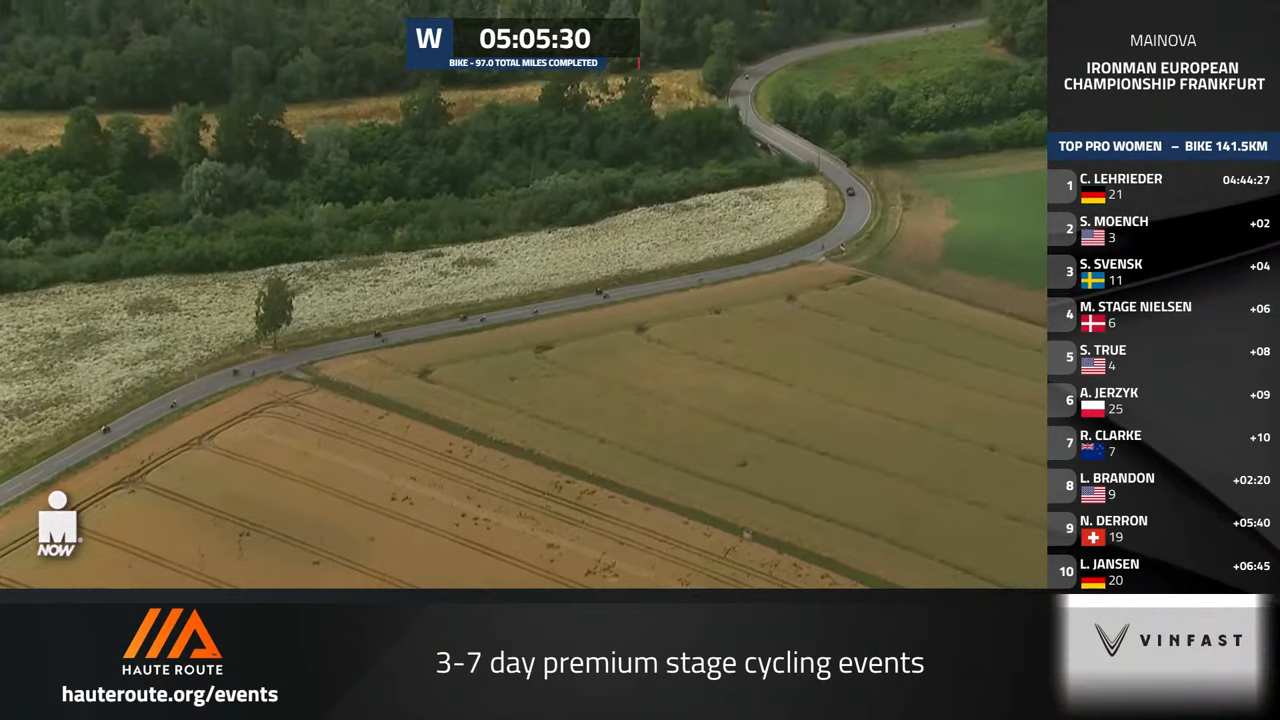 W 05:05:30
BIKE - 97.0 TOTAL MILES COMPLETED
MAINOVA
IRONMAN EUROPEAN
CHAMPIONSHIP FRANKFURT
TOP PRO WOMEN – BIKE 141.5KM
1 C. LEHRIEDER 04:44:27
21
2 S. MOENCH +02
3
3 S. SVENSK +04
11
4 M. STAGE NIELSEN +06
6
5 S. TRUE +08
4
6 A. JERZYK +09
25
7 R. CLARKE +10
7
8 L. BRANDON +02:20
9
9 N. DERRON +05:40
19
10 L. JANSEN +06:45
20
M
NOW
HAUTE ROUTE
hauteroute.org/events
3-7 day premium stage cycling events
VINFAST